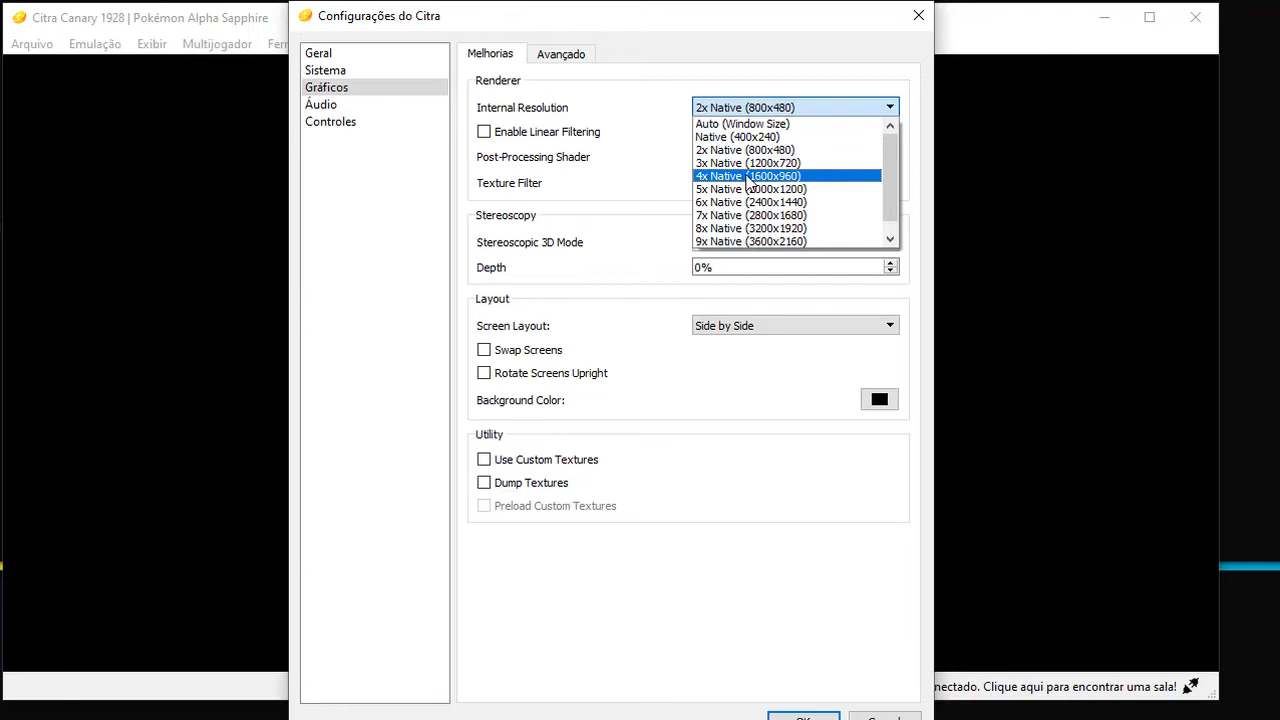 Citra Canary 1928 | Pokémon Alpha Sapphire
Configurações do Citra
Arquivo Emulação Exibir Multijogador Fer
Geral
Sistema
Gráficos
Áudio
Controles
Melhorias Avançado
Renderer
Internal Resolution 2x Native (800x480)
Auto (Window Size)
Native (400x240)
2x Native (800x480)
3x Native (1200x720)
4x Native (1600x960)
5x Native (2000x1200)
6x Native (2400x1440)
7x Native (2800x1680)
8x Native (3200x1920)
9x Native (3600x2160)
Enable Linear Filtering
Post-Processing Shader
Texture Filter
Stereoscopy
Stereoscopic 3D Mode
Depth 0%
Layout
Screen Layout: Side by Side
Swap Screens
Rotate Screens Upright
Background Color:
Utility
Use Custom Textures
Dump Textures
Preload Custom Textures
nectado. Clique aqui para encontrar uma sala!